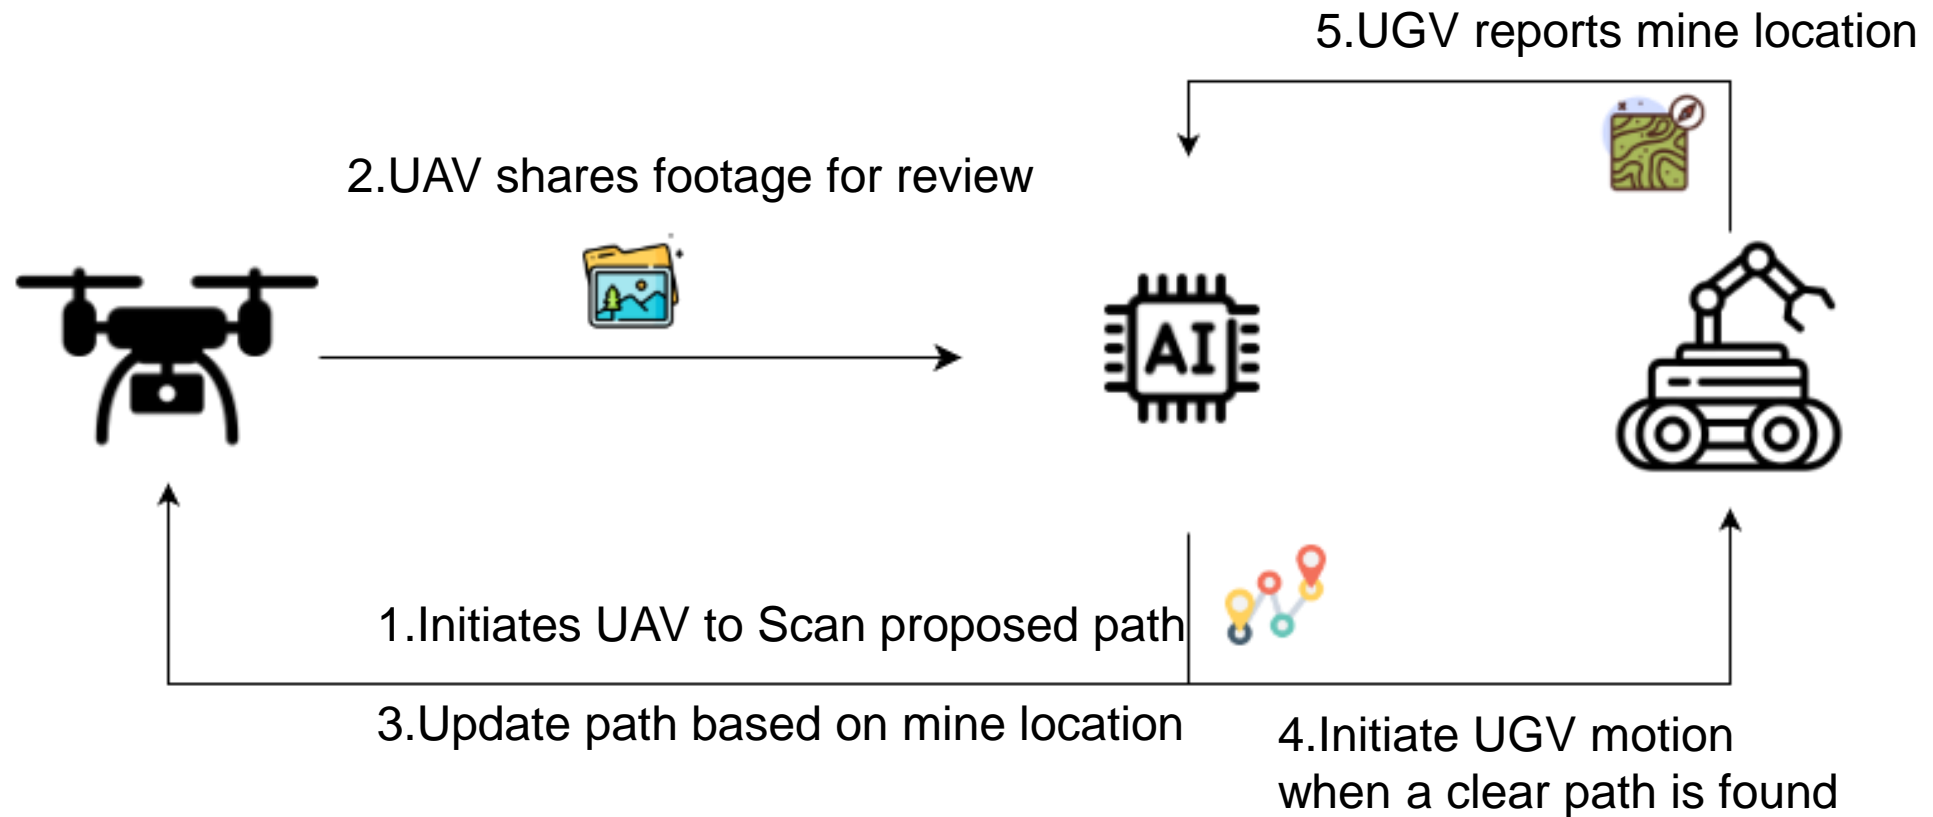 5.UGV reports mine location
2.UAV shares footage for review
AI
1.Initiates UAV to Scan proposed path
3.Update path based on mine location
4.Initiate UGV motion
when a clear path is found